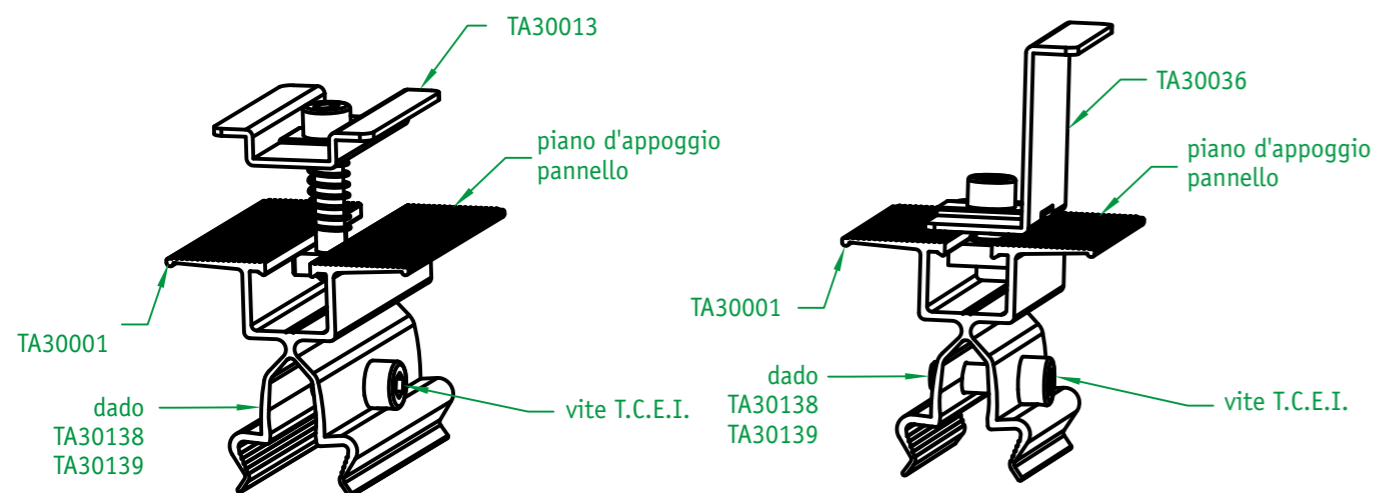 TA30013
piano d'appoggio
pannello
TA30001
dado
TA30138
TA30139
vite T.C.E.I.
TA30036
piano d'appoggio
pannello
TA30001
dado
TA30138
TA30139
vite T.C.E.I.